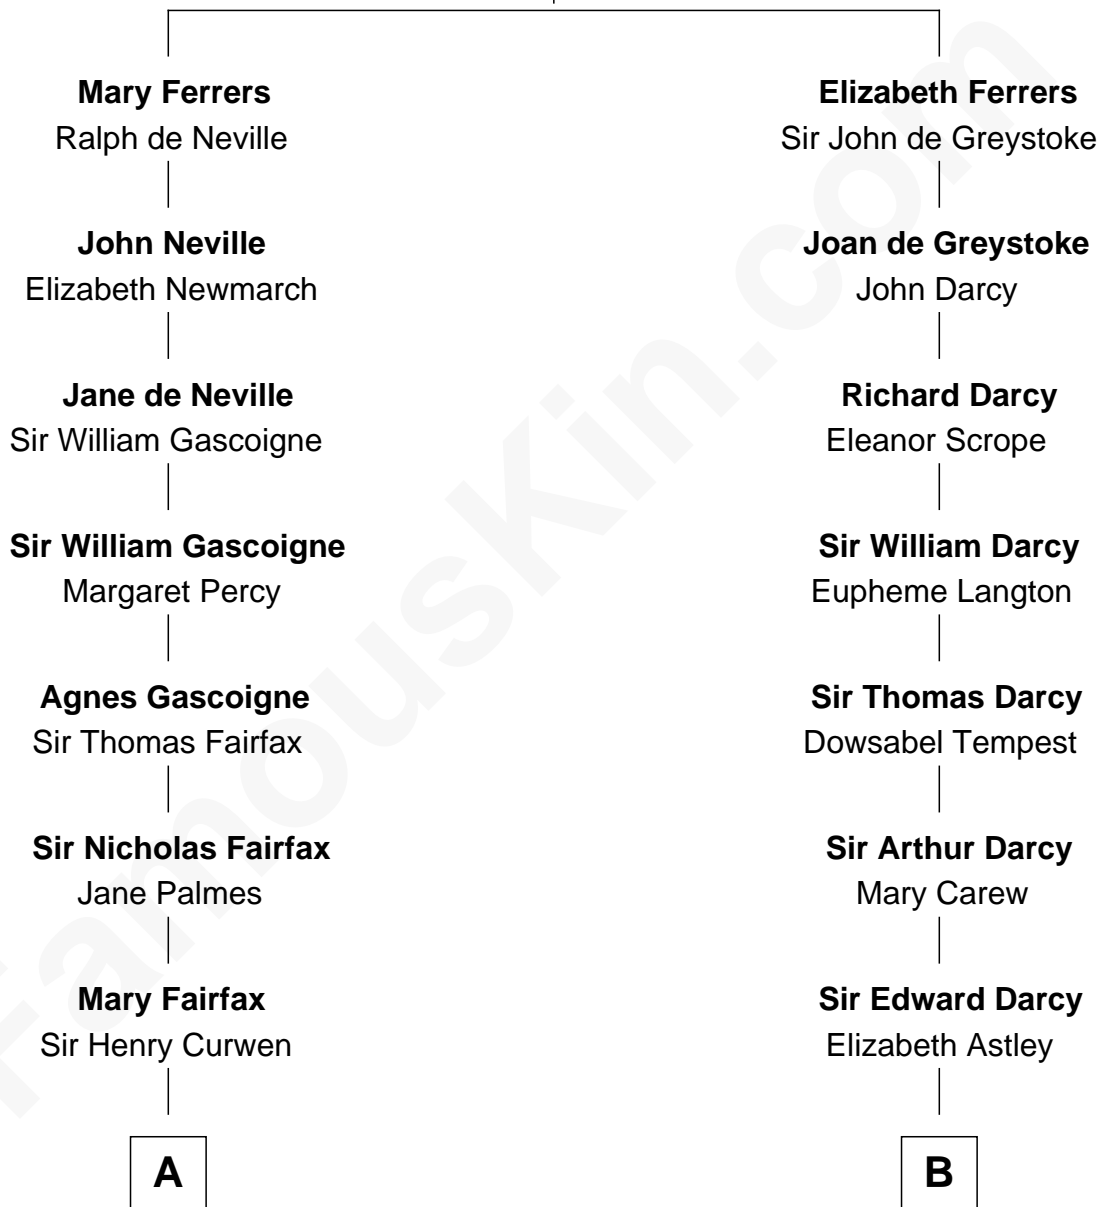 Mary Ferrers
Ralph de Neville
John Neville
Elizabeth Newmarch
Jane de Neville
Sir William Gascoigne
Sir William Gascoigne
Margaret Percy
Agnes Gascoigne
Sir Thomas Fairfax
Sir Nicholas Fairfax
Jane Palmes
Mary Fairfax
Sir Henry Curwen
A
Elizabeth Ferrers
Sir John de Greystoke
Joan de Greystoke
John Darcy
Richard Darcy
Eleanor Scrope
Sir William Darcy
Eupheme Langton
Sir Thomas Darcy
Dowsabel Tempest
Sir Arthur Darcy
Mary Carew
Sir Edward Darcy
Elizabeth Astley
B
FamousKin.com